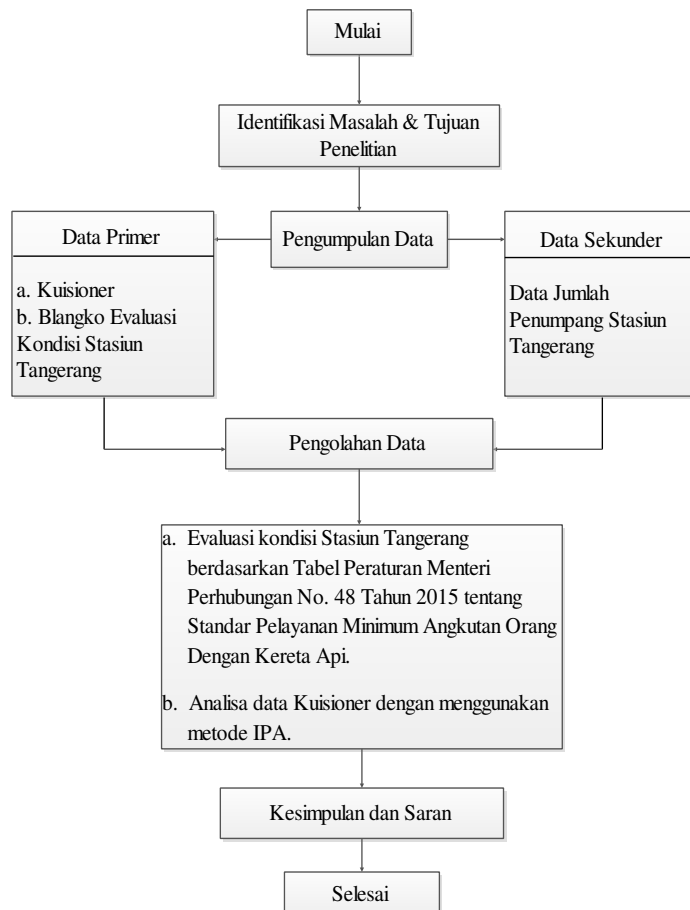 Mulai
Identifikasi Masalah & Tujuan
Penelitian
Data Primer
a. Kuisioner
b. Blangko Evaluasi
Kondisi Stasiun
Tangerang
Pengumpulan Data
Data Sekunder
Data Jumlah
Penumpang Stasiun
Tangerang
Pengolahan Data
a. Evaluasi kondisi Stasiun Tangerang
berdasarkan Tabel Peraturan Menteri
Perhubungan No. 48 Tahun 2015 tentang
Standar Pelayanan Minimum Angkutan Orang
Dengan Kereta Api.
b. Analisa data Kuisioner dengan menggunakan
metode IPA.
Kesimpulan dan Saran
Selesai